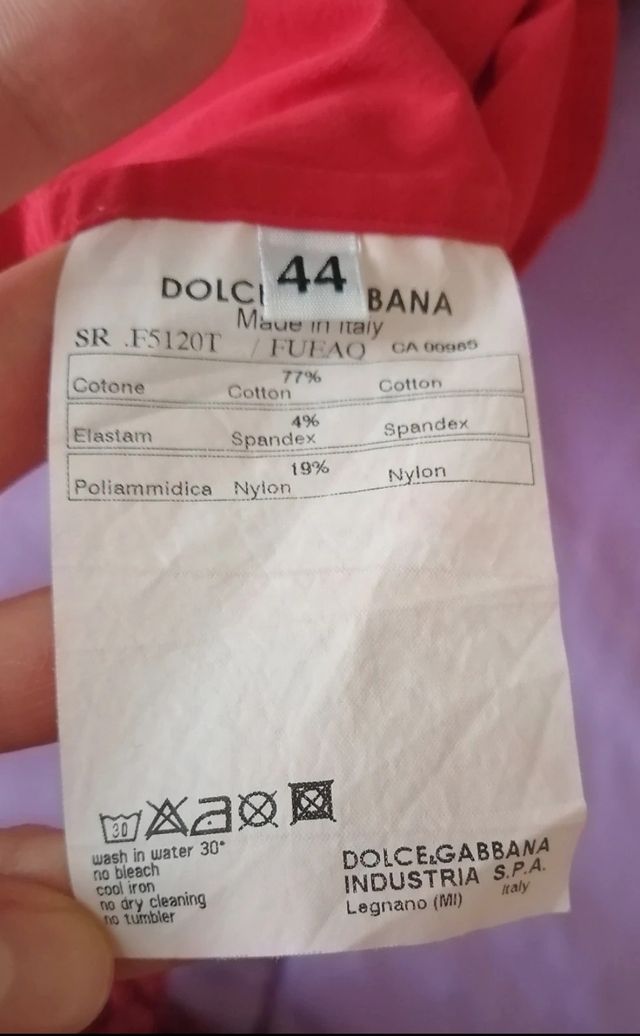 44
DOLCE BANA
Made in Italy
SR .F5120T / FUEAQ CA 00985
Cotone 77% Cotton Cotton
Elastam 4% Spandex Spandex
Poliammidica 19% Nylon Nylon
30
wash in water 30°
no bleach
cool iron
no dry cleaning
no tumbler
DOLCE&GABBANA
INDUSTRIA S.P.A.
Legnano (MI) Italy